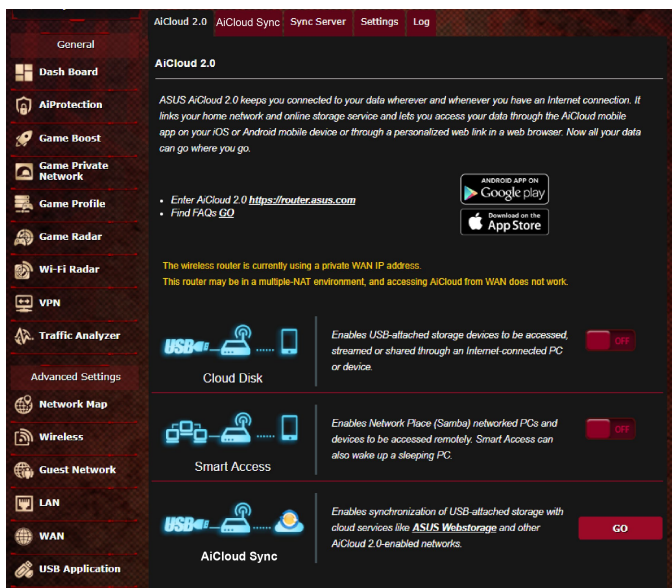 AiCloud 2.0 AiCloud Sync Sync Server Settings Log
General
Dash Board
AiProtection
Game Boost
Game Private
Network
Game Profile
Game Radar
Wi-Fi Radar
VPN
Traffic Analyzer
Advanced Settings
Network Map
Wireless
Guest Network
LAN
WAN
USB Application
AiCloud 2.0
ASUS AiCloud 2.0 keeps you connected to your data wherever and whenever you have an Internet connection. It
links your home network and online storage service and lets you access your data through the AiCloud mobile
app on your iOS or Android mobile device or through a personalized web link in a web browser. Now all your data
can go where you go.
Enter AiCloud 2.0 https://router.asus.com
Find FAQs GO
ANDROID APP ON
Google play
Download on the
App Store
The wireless router is currently using a private WAN IP address.
This router may be in a multiple-NAT environment, and accessing AiCloud from WAN does not work.
USB
Cloud Disk
Enables USB-attached storage devices to be accessed,
streamed or shared through an Internet-connected PC
or device.
OFF
Smart Access
Enables Network Place (Samba) networked PCs and
devices to be accessed remotely. Smart Access can
also wake up a sleeping PC.
OFF
USB
AiCloud Sync
Enables synchronization of USB-attached storage with
cloud services like ASUS Webstorage and other
AiCloud 2.0-enabled networks.
GO